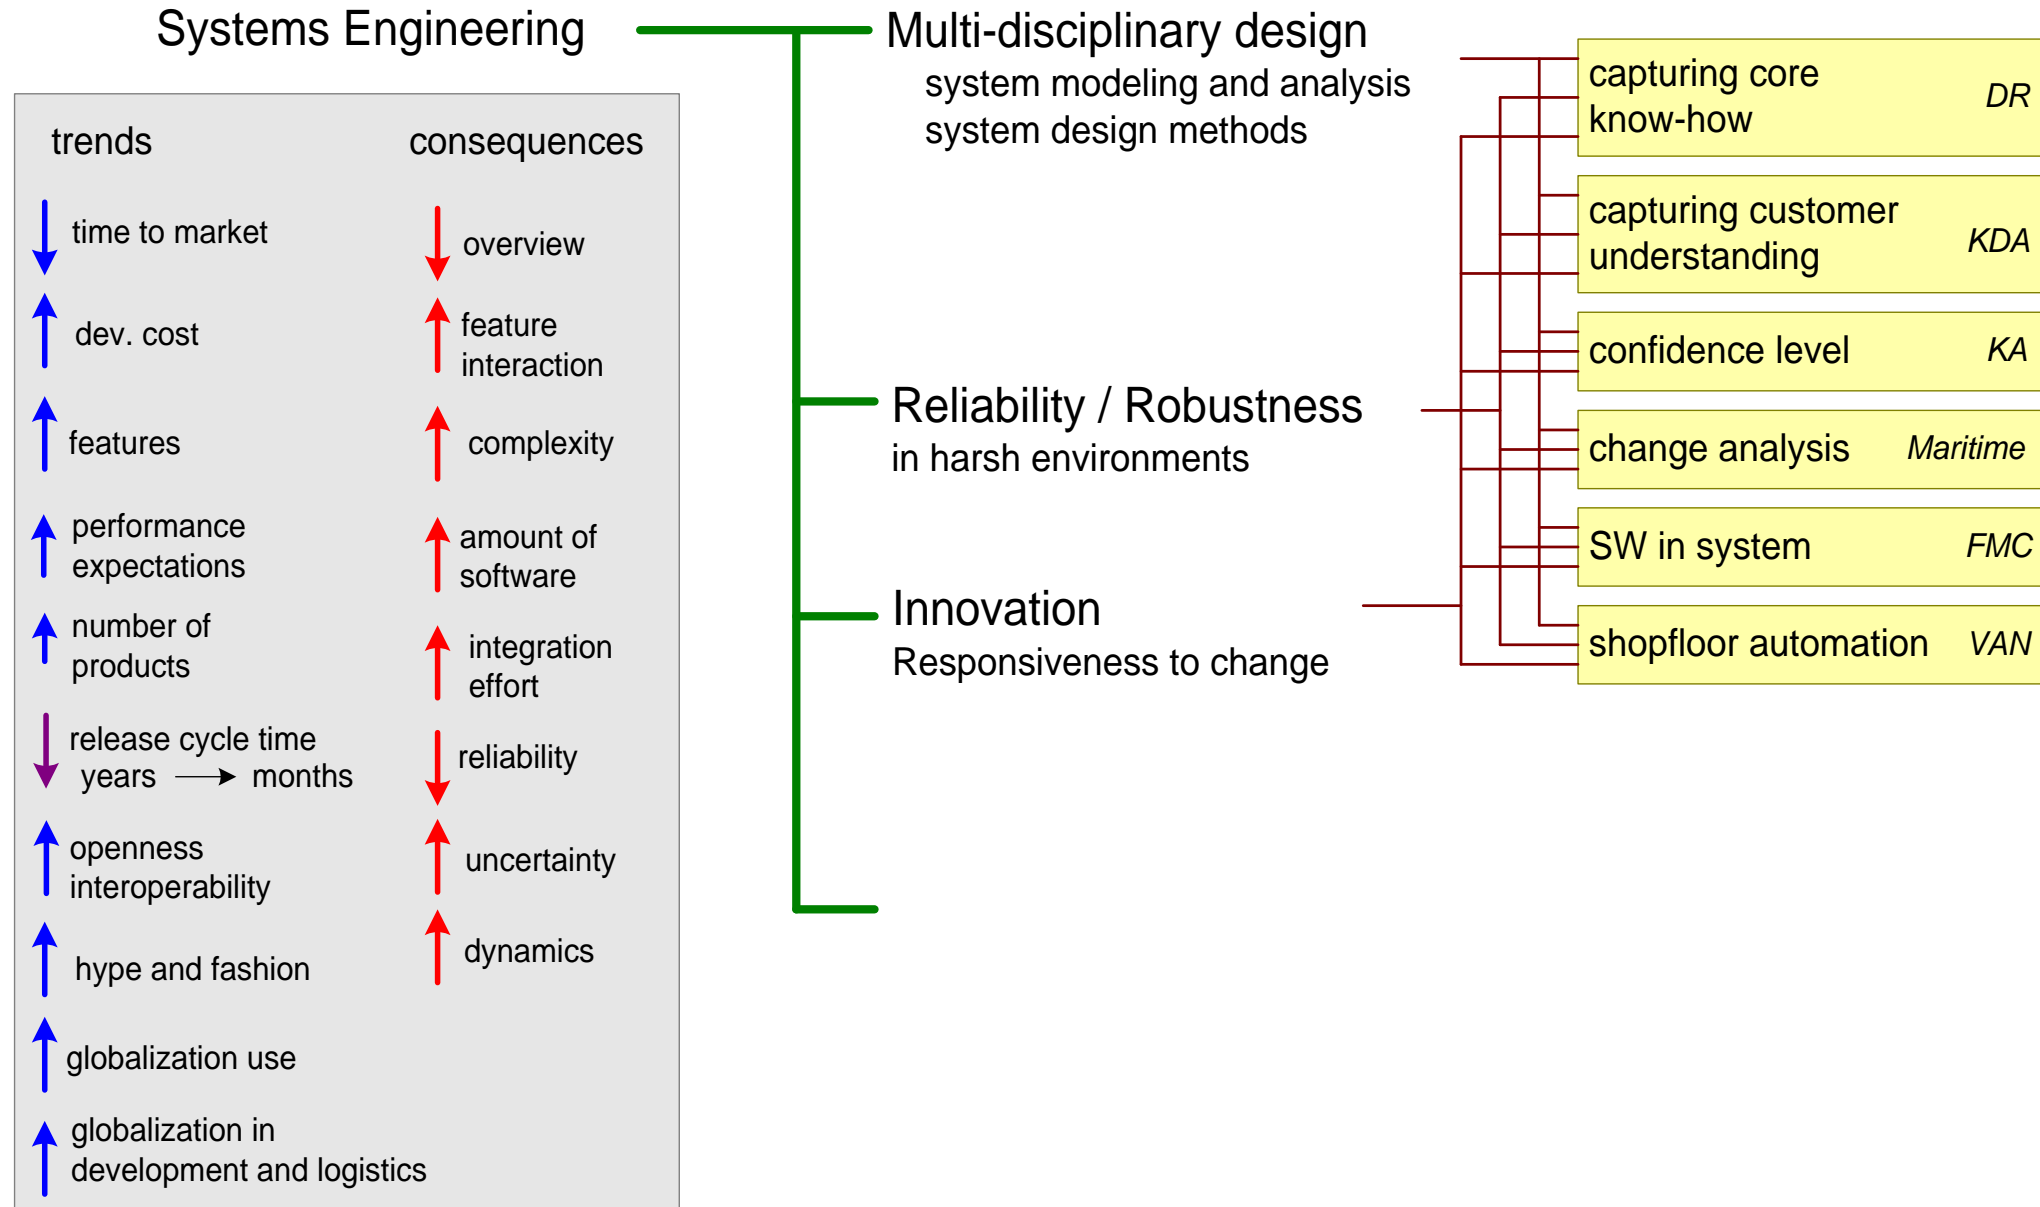 Systems Engineering
trends
consequences
time to market
dev. cost
features
performance
expectations
number of
products
release cycle time
years months
openness
interoperability
hype and fashion
globalization use
globalization in
development and logistics
overview
feature
interaction
complexity
amount of
software
integration
effort
reliability
uncertainty
dynamics
Multi-disciplinary design
system modeling and analysis
system design methods
Reliability / Robustness
in harsh environments
Innovation
Responsiveness to change
capturing core
know-how
DR
capturing customer
understanding
KDA
confidence level KA
change analysis Maritime
SW in system FMC
shopfloor automation VAN